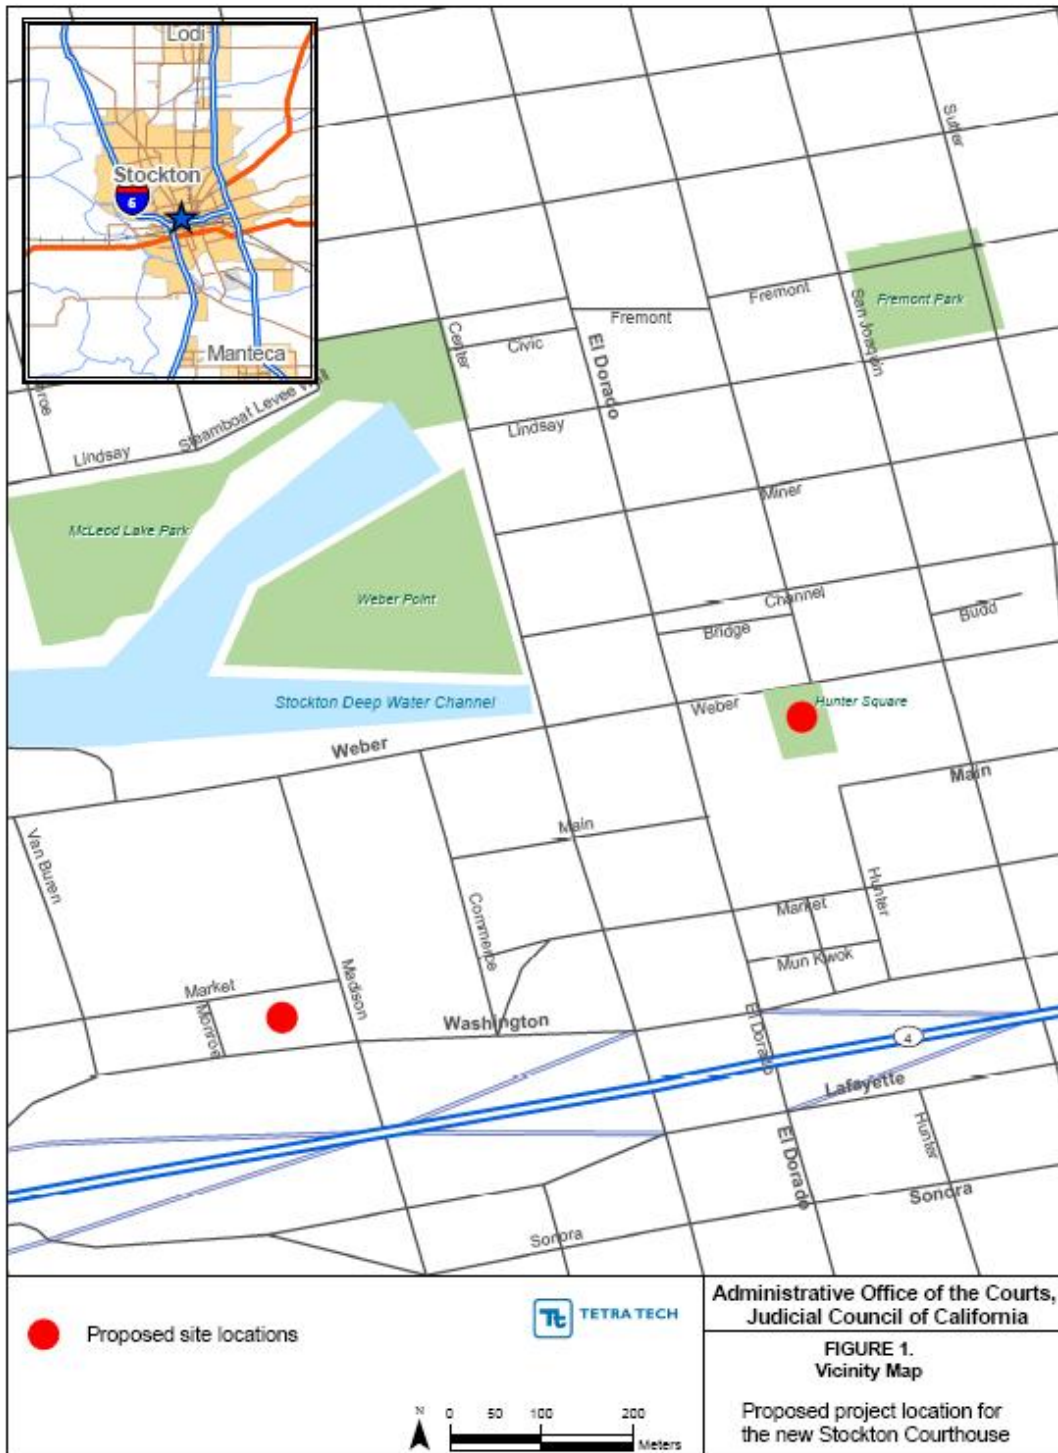 Lodi
Stockton
6
Manteca
Sutter
Fremont
San Joaquin
Fremont Park
Fremont
Center
Civic
El Dorado
Lindsay
Steamboat Levee
Lindsay
Miner
McLeod Lake Park
Weber Point
Channel
Bridge
Budd
Stockton Deep Water Channel
Weber
Hunter Square
Weber
Main
Main
Van Buren
Commerce
Hunter
Market
Mun Kwok
Market
Monroe
Madison
Washington
El Dorado
4
Lafayette
El Dorado
Hunter
Sonora
Sonora
Proposed site locations
Tt TETRA TECH
N
0 50 100 200
Meters
Administrative Office of the Courts,
Judicial Council of California
FIGURE 1.
Vicinity Map
Proposed project location for
the new Stockton Courthouse